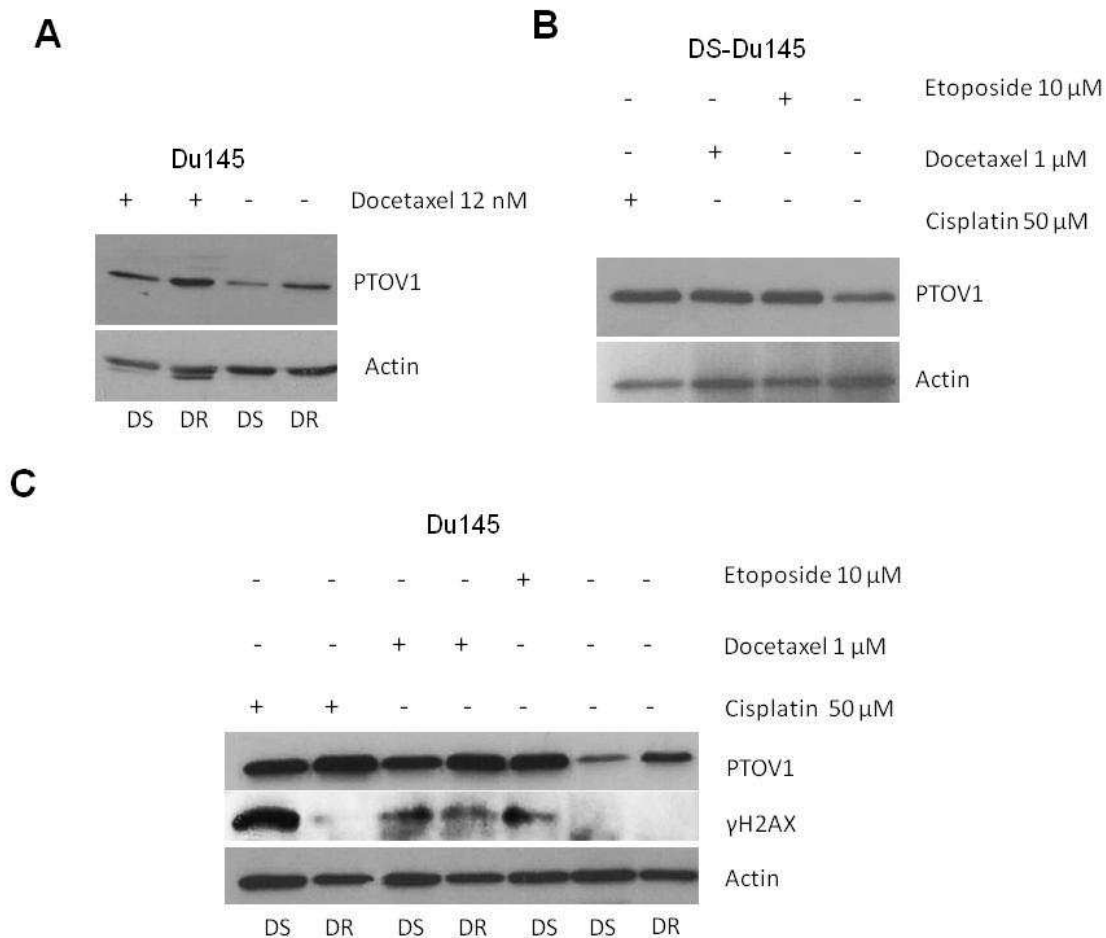 A
Du145
+ + - - Docetaxel 12 nM
PTOV1
Actin
DS DR DS DR
B
DS-Du145
- - + - Etoposide 10 µM
- + - - Docetaxel 1 µM
+ - - - Cisplatin 50 µM
PTOV1
Actin
C
Du145
- - - - + - - Etoposide 10 µM
- - + + - - - Docetaxel 1 µM
+ + - - - - - Cisplatin 50 µM
PTOV1
γH2AX
Actin
DS DR DS DR DS DS DR